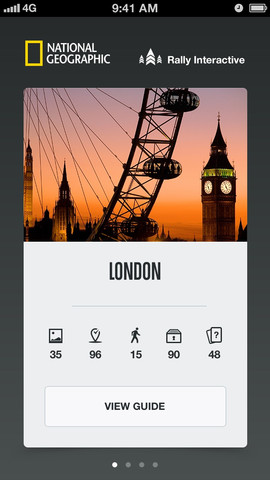 4G 9:41 AM
NATIONAL
GEOGRAPHIC
Rally Interactive
LONDON
35 96 15 90 48
VIEW GUIDE